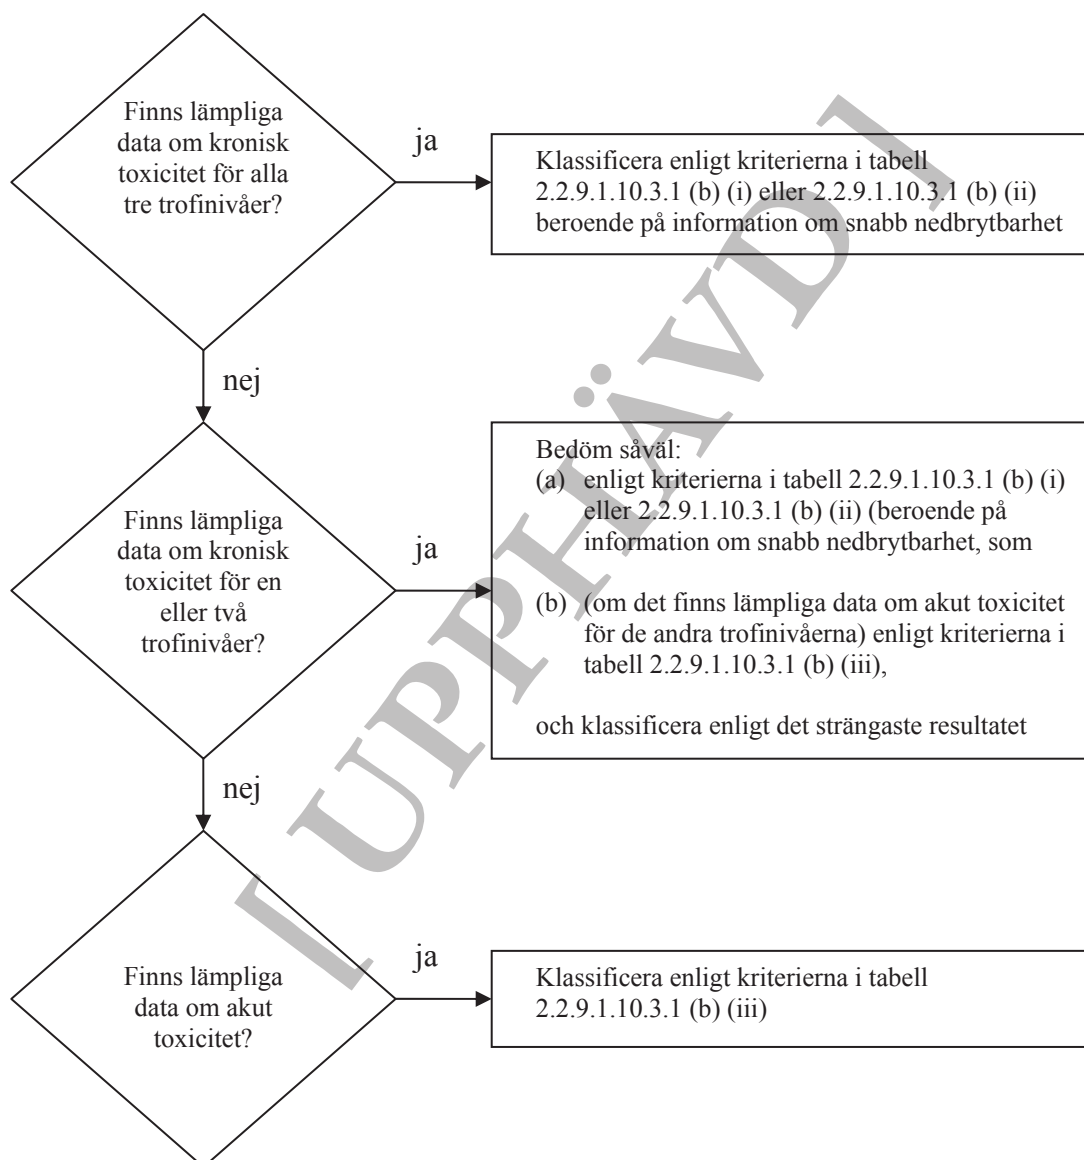 Finns lämpliga
data om kronisk
toxicitet för alla
tre trofinivåer?
ja
Klassificera enligt kriterierna i tabell
2.2.9.1.10.3.1 (b) (i) eller 2.2.9.1.10.3.1 (b) (ii)
beroende på information om snabb nedbrytbarhet
nej
Finns lämpliga
data om kronisk
toxicitet för en
eller två
trofinivåer?
ja
Bedöm såväl:
(a) enligt kriterierna i tabell 2.2.9.1.10.3.1 (b) (i)
eller 2.2.9.1.10.3.1 (b) (ii) (beroende på
information om snabb nedbrytbarhet, som
(b) (om det finns lämpliga data om akut toxicitet
för de andra trofinivåerna) enligt kriterierna i
tabell 2.2.9.1.10.3.1 (b) (iii),
och klassificera enligt det strängaste resultatet
nej
Finns lämpliga
data om akut
toxicitet?
ja
Klassificera enligt kriterierna i tabell
2.2.9.1.10.3.1 (b) (iii)
[ UPPHÄVD ]